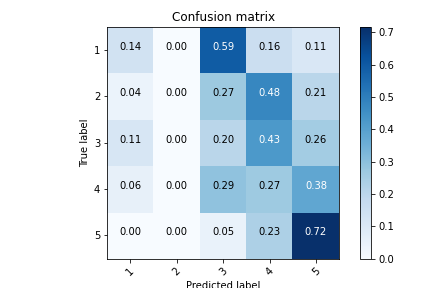 Confusion matrix
0.7
1 0.14 0.00 0.59 0.16 0.11
0.6
2 0.04 0.00 0.27 0.48 0.21
0.5
True label
0.4
3 0.11 0.00 0.20 0.43 0.26
0.3
4 0.06 0.00 0.29 0.27 0.38
0.2
0.1
5 0.00 0.00 0.05 0.23 0.72
0.0
1 2 3 4 5
Predicted label